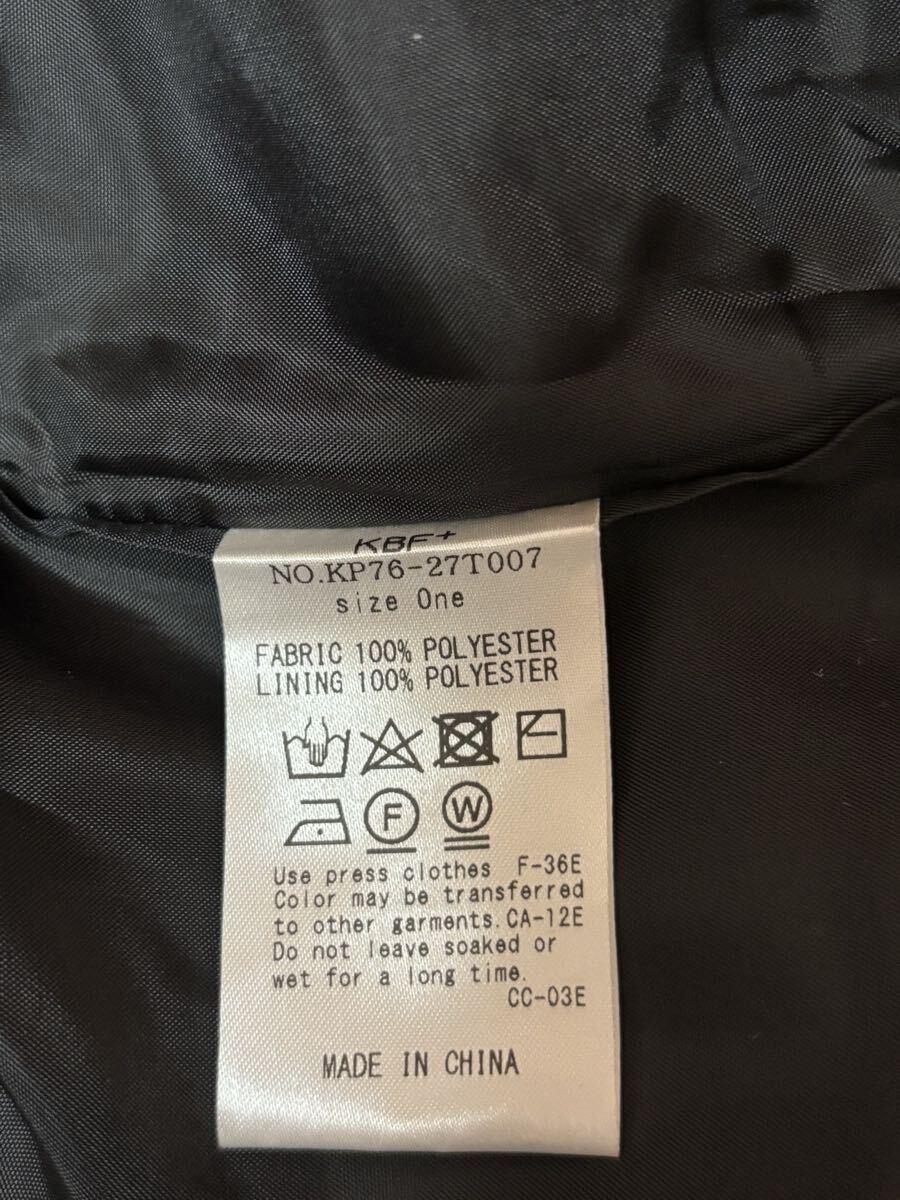 KBF+
NO.KP76-27T007
size One
FABRIC 100% POLYESTER
LINING 100% POLYESTER
F W
Use press clothes F-36E
Color may be transferred
to other garments. CA-12E
Do not leave soaked or
wet for a long time.
CC-03E
MADE IN CHINA